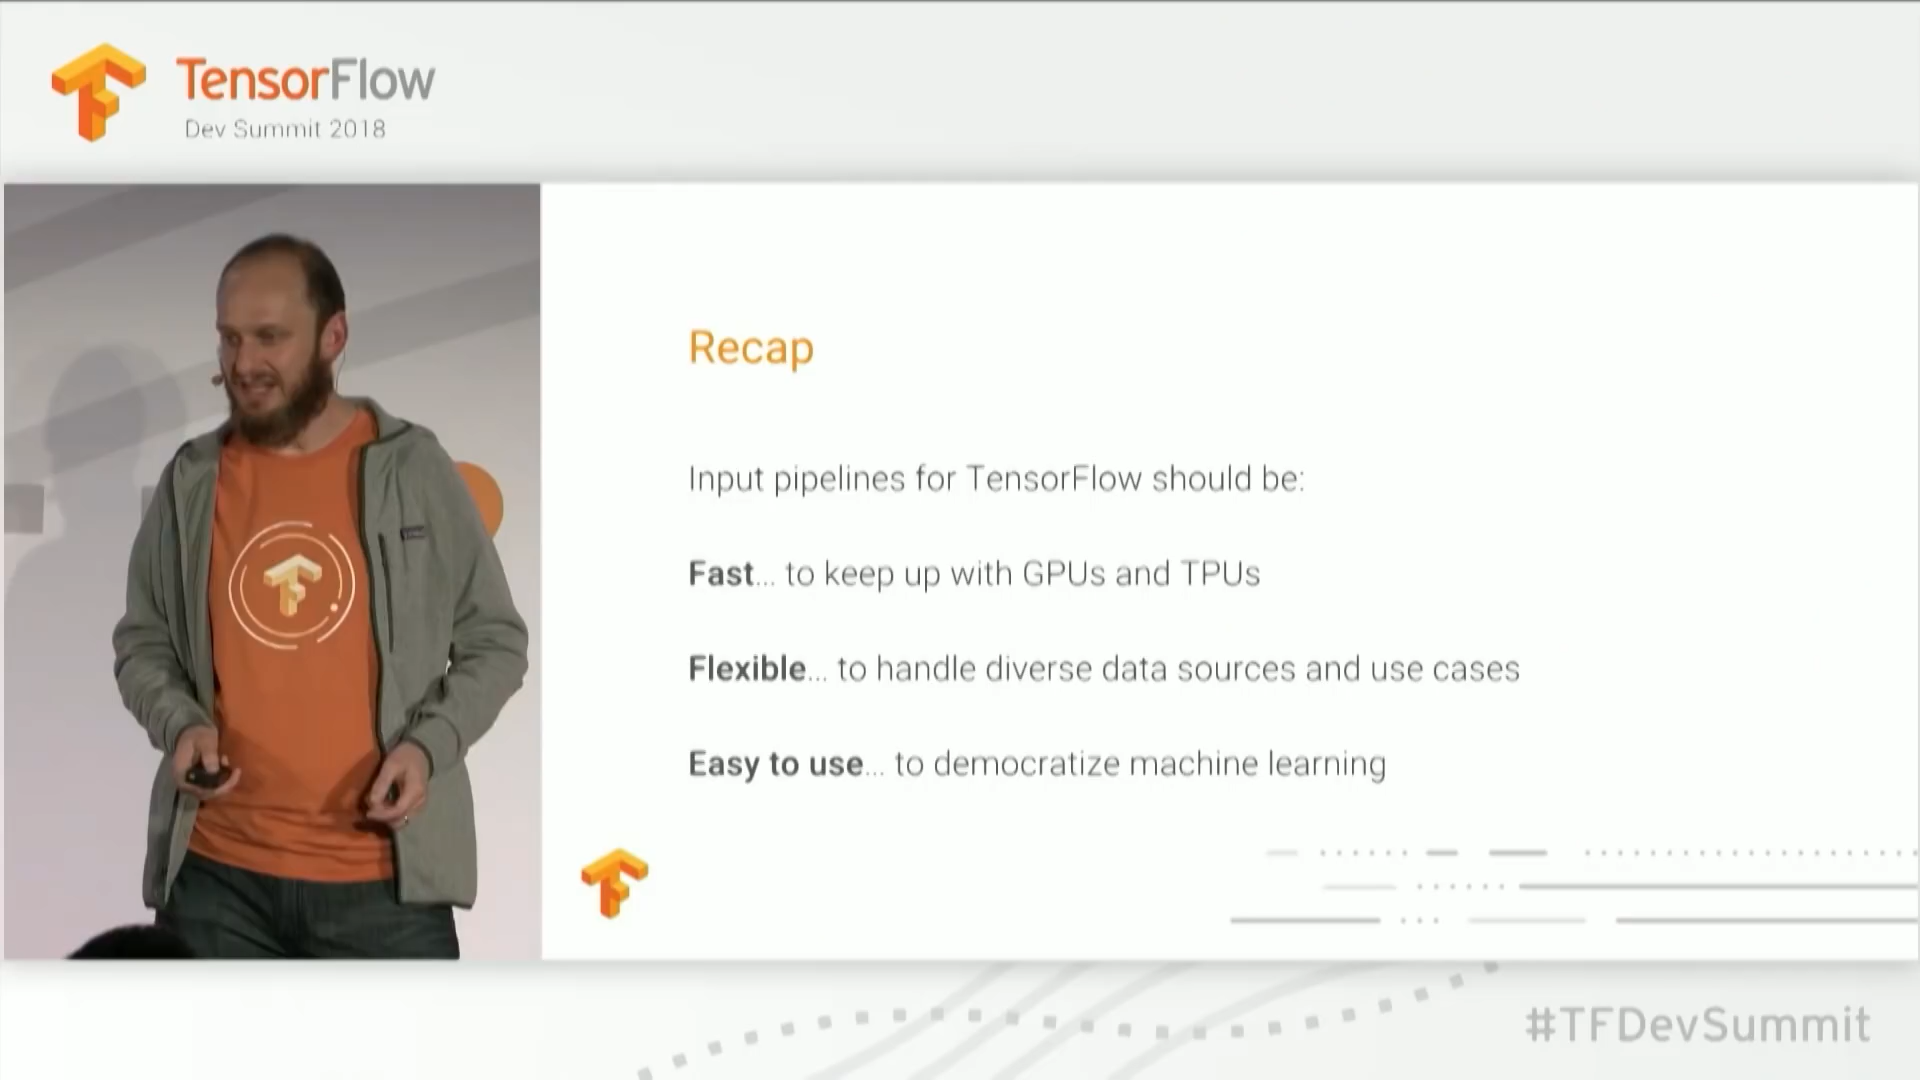 TensorFlow
Dev Summit 2018
Recap
Input pipelines for TensorFlow should be:
Fast... to keep up with GPUs and TPUs
Flexible... to handle diverse data sources and use cases
Easy to use... to democratize machine learning
#TFDevSummit